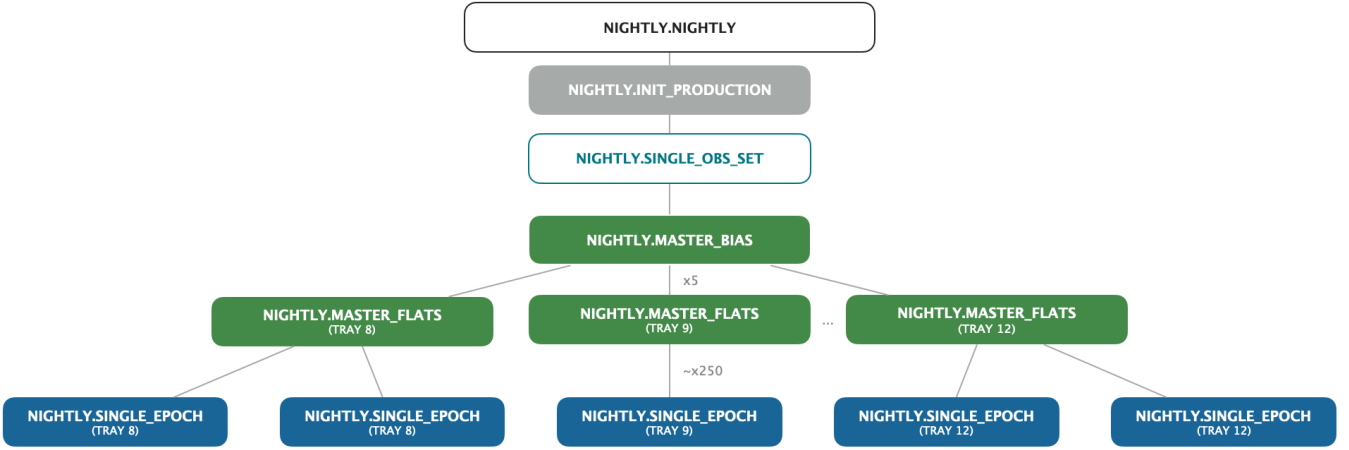 NIGHTLY.NIGHTLY
NIGHTLY.INIT_PRODUCTION
NIGHTLY.SINGLE_OBS_SET
NIGHTLY.MASTER_BIAS
x5
NIGHTLY.MASTER_FLATS
(TRAY 8)
NIGHTLY.MASTER_FLATS
(TRAY 9)
...
NIGHTLY.MASTER_FLATS
(TRAY 12)
~x250
NIGHTLY.SINGLE_EPOCH
(TRAY 8)
NIGHTLY.SINGLE_EPOCH
(TRAY 8)
NIGHTLY.SINGLE_EPOCH
(TRAY 9)
NIGHTLY.SINGLE_EPOCH
(TRAY 12)
NIGHTLY.SINGLE_EPOCH
(TRAY 12)